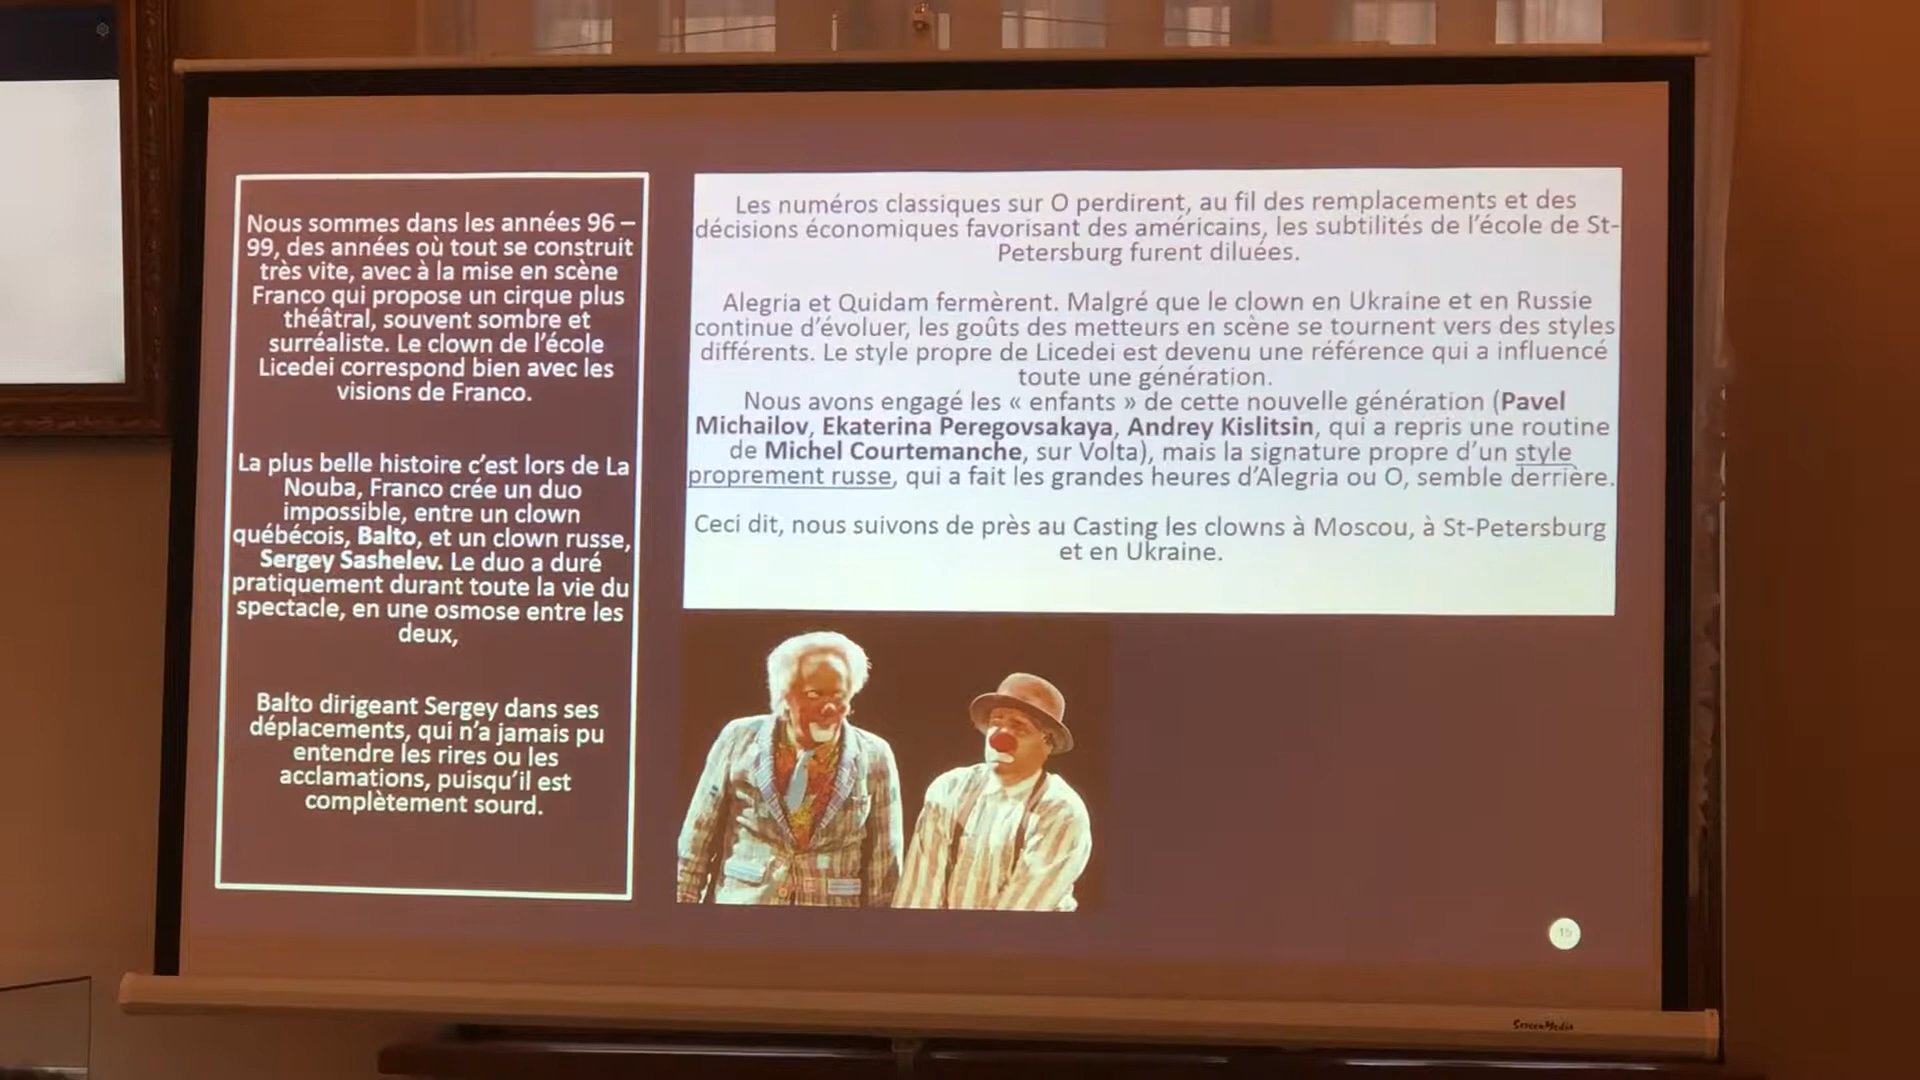 Nous sommes dans les années 96 –
99, des années où tout se construit
très vite, avec à la mise en scène
Franco qui propose un cirque plus
théâtral, souvent sombre et
surréaliste. Le clown de l'école
Licedei correspond bien avec les
visions de Franco.
La plus belle histoire c'est lors de La
Nouba, Franco crée un duo
impossible, entre un clown
québécois, Balto, et un clown russe,
Sergey Sashelev. Le duo a duré
pratiquement durant toute la vie du
spectacle, en une osmose entre les
deux,
Balto dirigeant Sergey dans ses
déplacements, qui n'a jamais pu
entendre les rires ou les
acclamations, puisqu'il est
complètement sourd.
Les numéros classiques sur O perdirent, au fil des remplacements et des
décisions économiques favorisant des américains, les subtilités de l'école de St-
Petersburg furent diluées.
Alegria et Quidam fermèrent. Malgré que le clown en Ukraine et en Russie
continue d'évoluer, les goûts des metteurs en scène se tournent vers des styles
différents. Le style propre de Licedei est devenu une référence qui a influencé
toute une génération.
Nous avons engagé les « enfants » de cette nouvelle génération (Pavel
Michailov, Ekaterina Peregovsakaya, Andrey Kislitsin, qui a repris une routine
de Michel Courtemanche, sur Volta), mais la signature propre d'un style
proprement russe, qui a fait les grandes heures d'Alegria ou O, semble derrière.
Ceci dit, nous suivons de près au Casting les clowns à Moscou, à St-Petersburg
et en Ukraine.
15
ScreenMedia